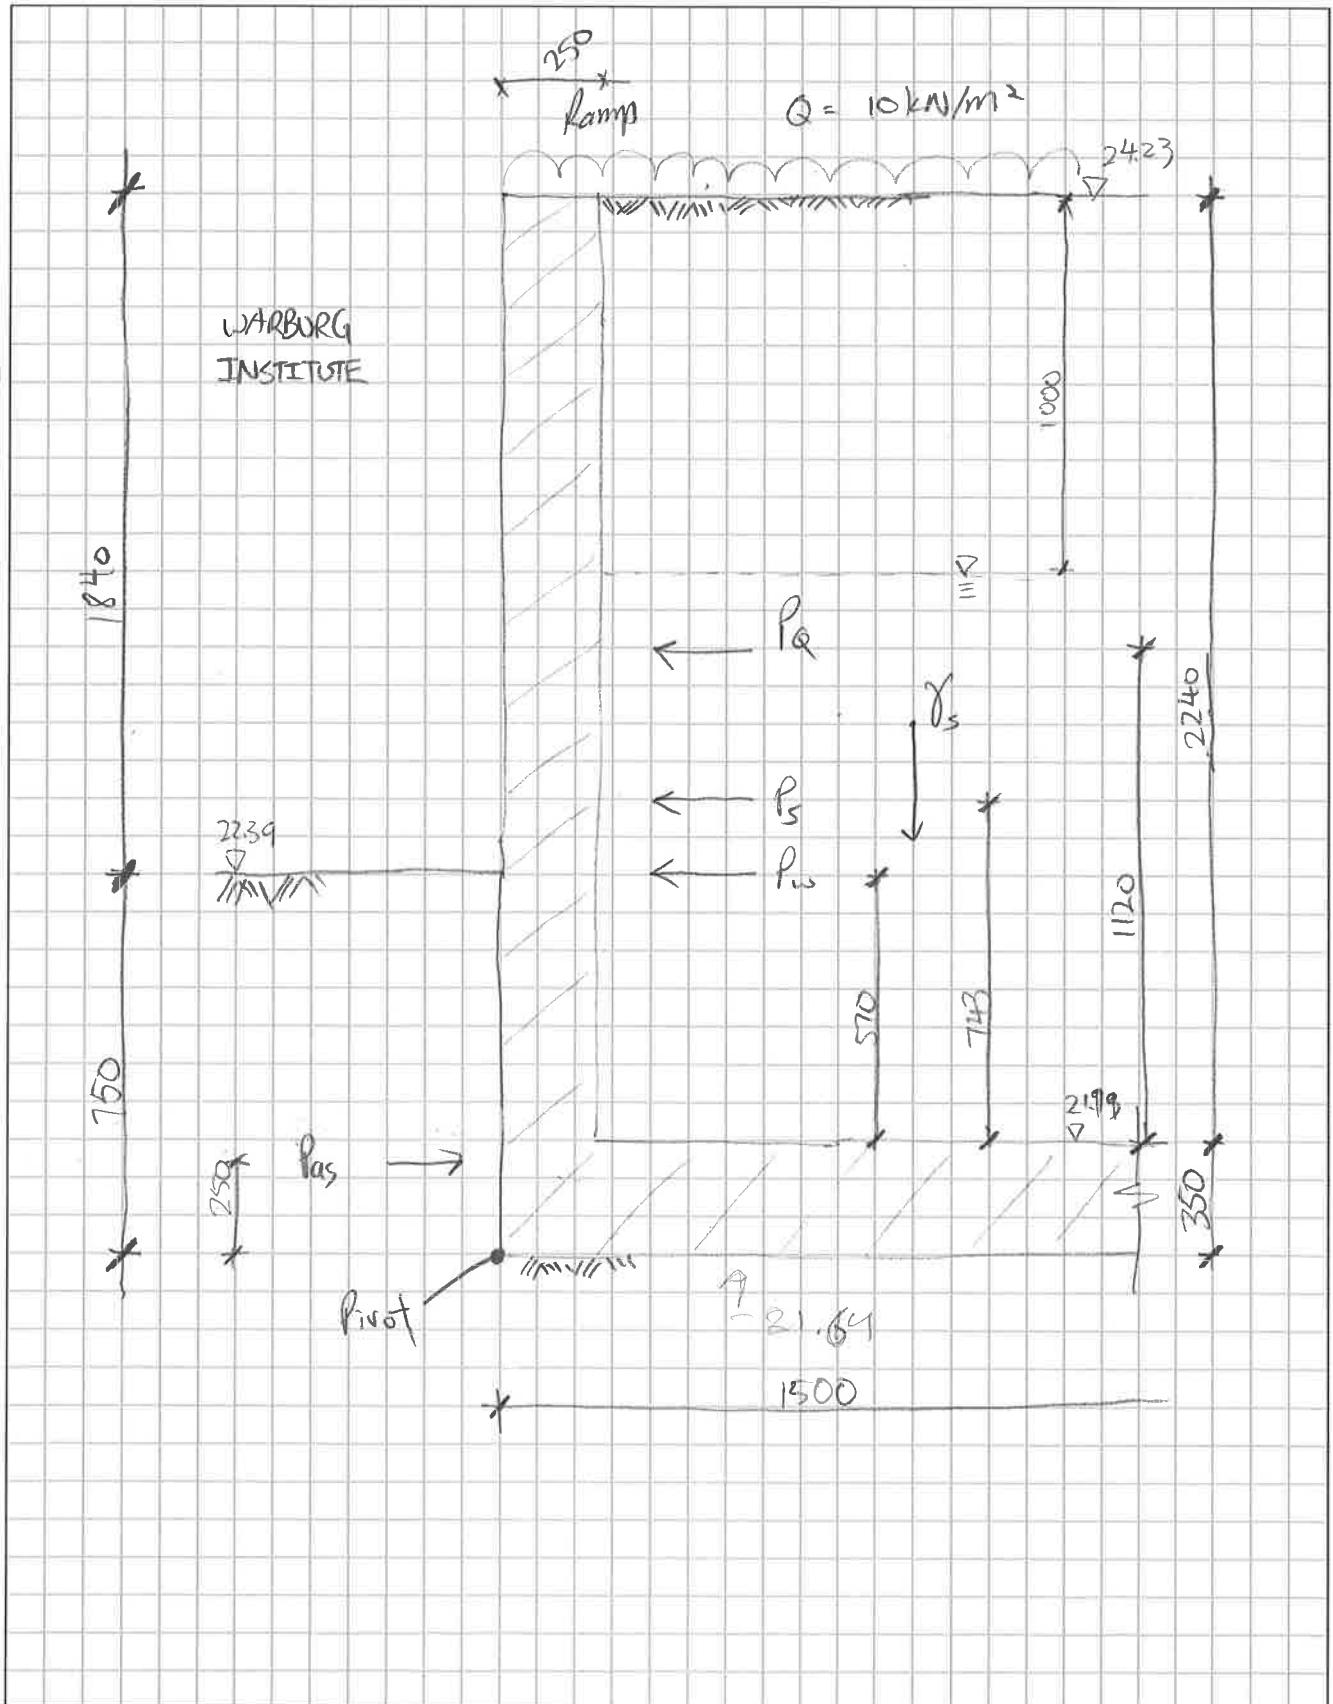 250
Ramp
Q = 10kN/m²
24.23
WARBURG
INSTITUTE
1000
1840
PQ
γs
2240
Ps
22.39
Pw
1120
570
743
750
21.99
Pas
250
350
Pivot
21.64
1500